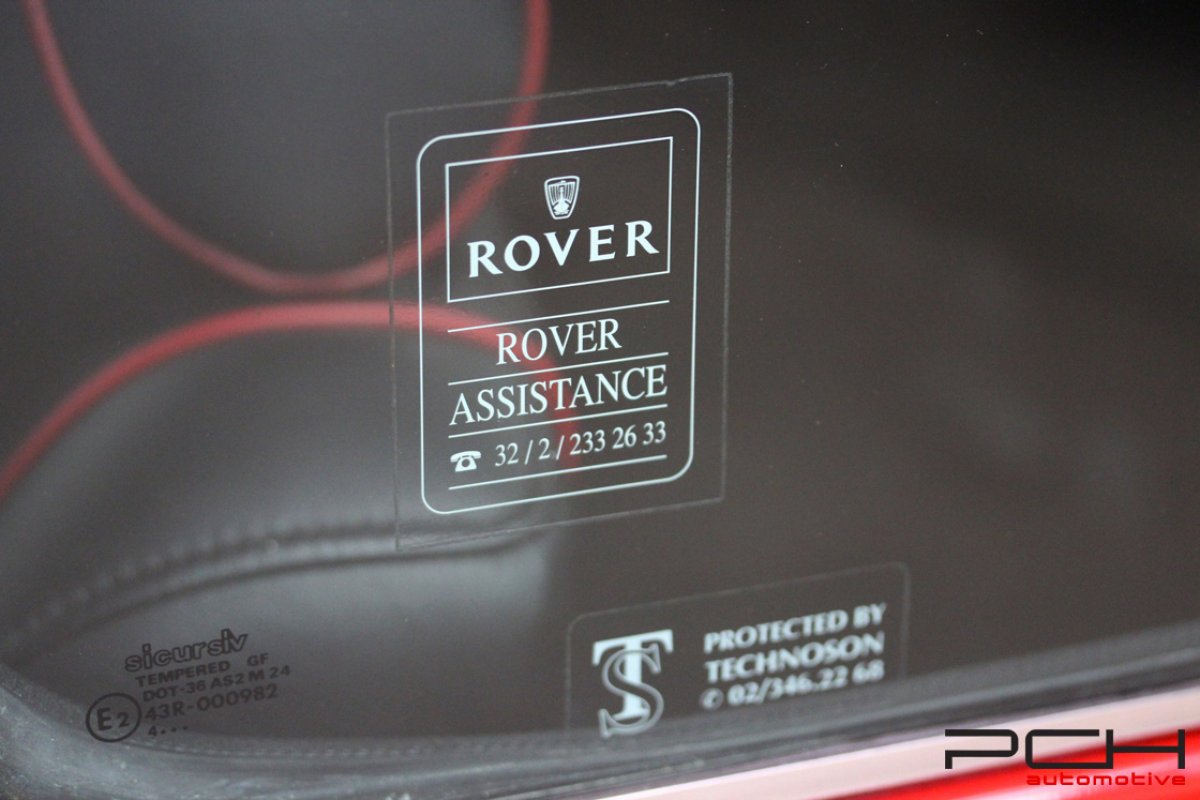 ROVER
ROVER
ASSISTANCE
32 / 2 / 233 26 33
TS
PROTECTED BY
TECHNOSON
✆ 02/346.22 68
sicursiv
TEMPERED GF
DOT-36 AS2 M 24
E2 43R-000982
4...
PCH
automotive